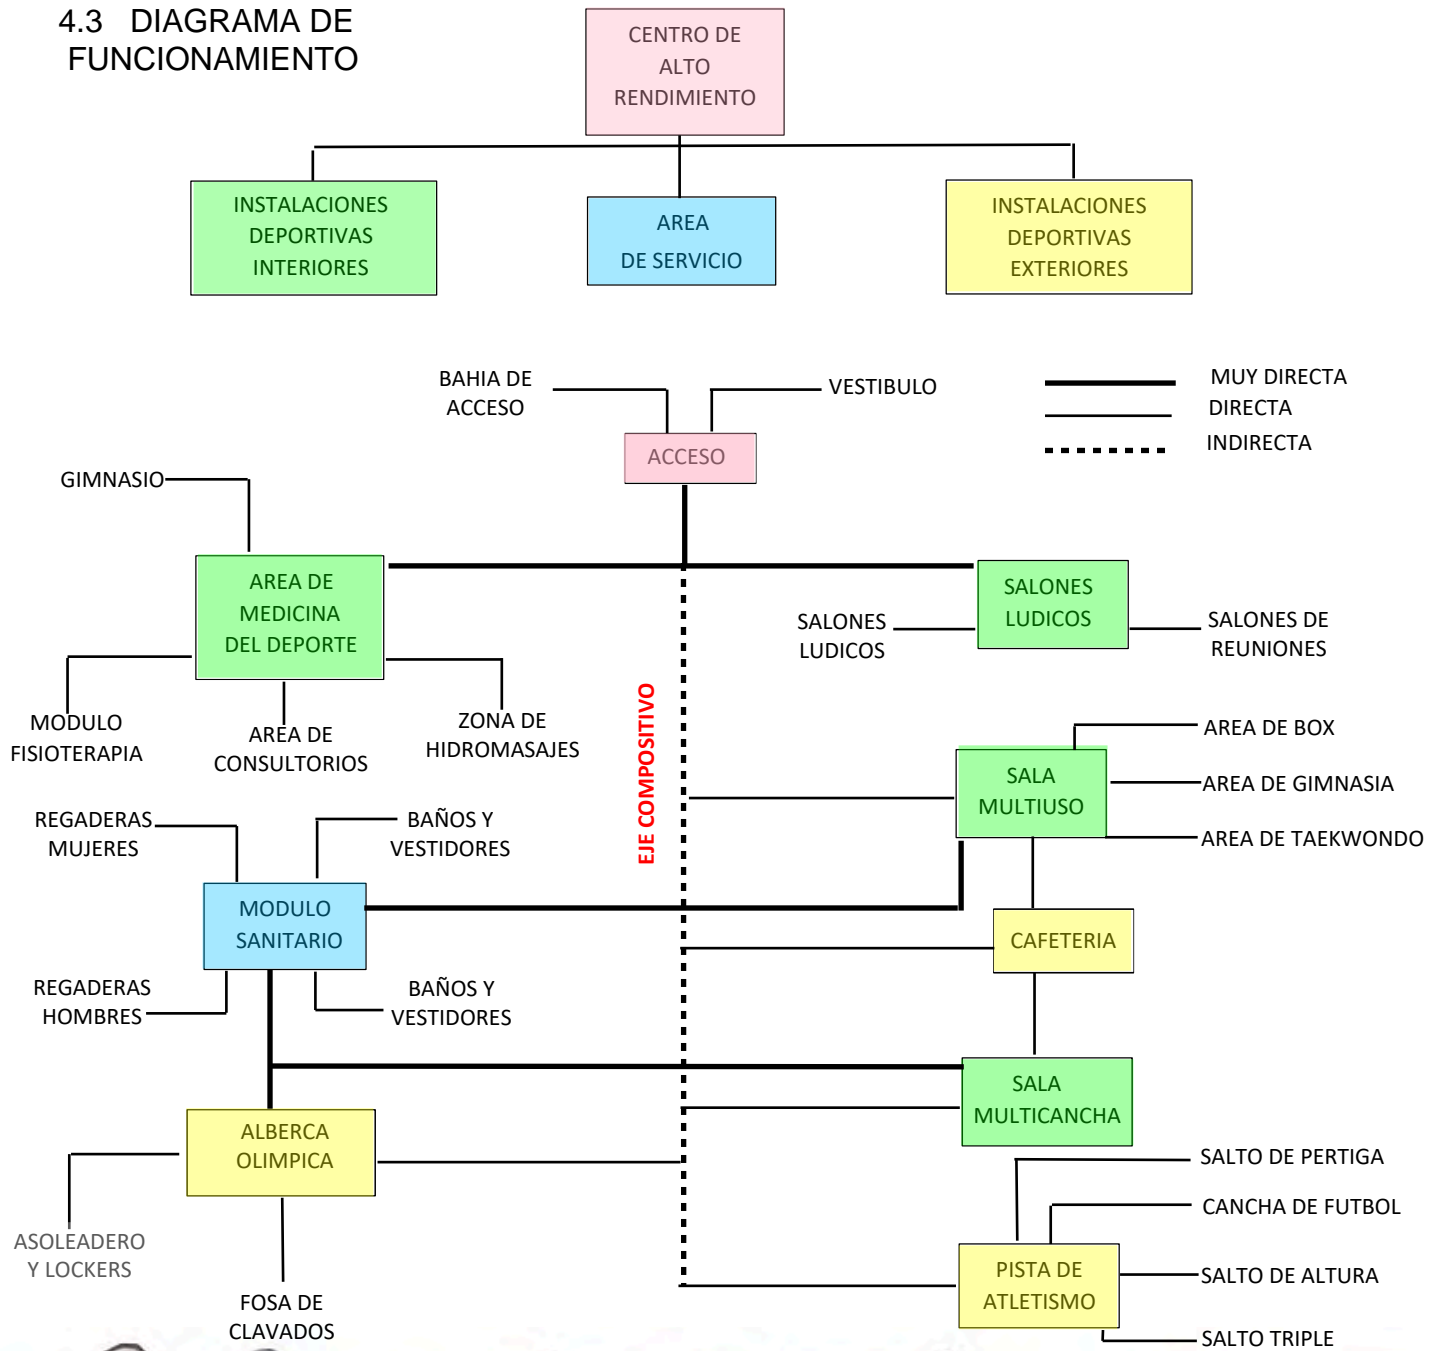 4.3 DIAGRAMA DE
FUNCIONAMIENTO
CENTRO DE
ALTO
RENDIMIENTO
INSTALACIONES
DEPORTIVAS
INTERIORES
AREA
DE SERVICIO
INSTALACIONES
DEPORTIVAS
EXTERIORES
BAHIA DE
ACCESO
VESTIBULO
MUY DIRECTA
DIRECTA
INDIRECTA
ACCESO
GIMNASIO
AREA DE
MEDICINA
DEL DEPORTE
SALONES
LUDICOS
SALONES
LUDICOS
SALONES DE
REUNIONES
MODULO
FISIOTERAPIA
AREA DE
CONSULTORIOS
ZONA DE
HIDROMASAJES
EJE COMPOSITIVO
AREA DE BOX
SALA
MULTIUSO
AREA DE GIMNASIA
AREA DE TAEKWONDO
REGADERAS
MUJERES
BAÑOS Y
VESTIDORES
MODULO
SANITARIO
CAFETERIA
REGADERAS
HOMBRES
BAÑOS Y
VESTIDORES
SALA
MULTICANCHA
ALBERCA
OLIMPICA
SALTO DE PERTIGA
CANCHA DE FUTBOL
ASOLEADERO
Y LOCKERS
PISTA DE
ATLETISMO
SALTO DE ALTURA
FOSA DE
CLAVADOS
SALTO TRIPLE